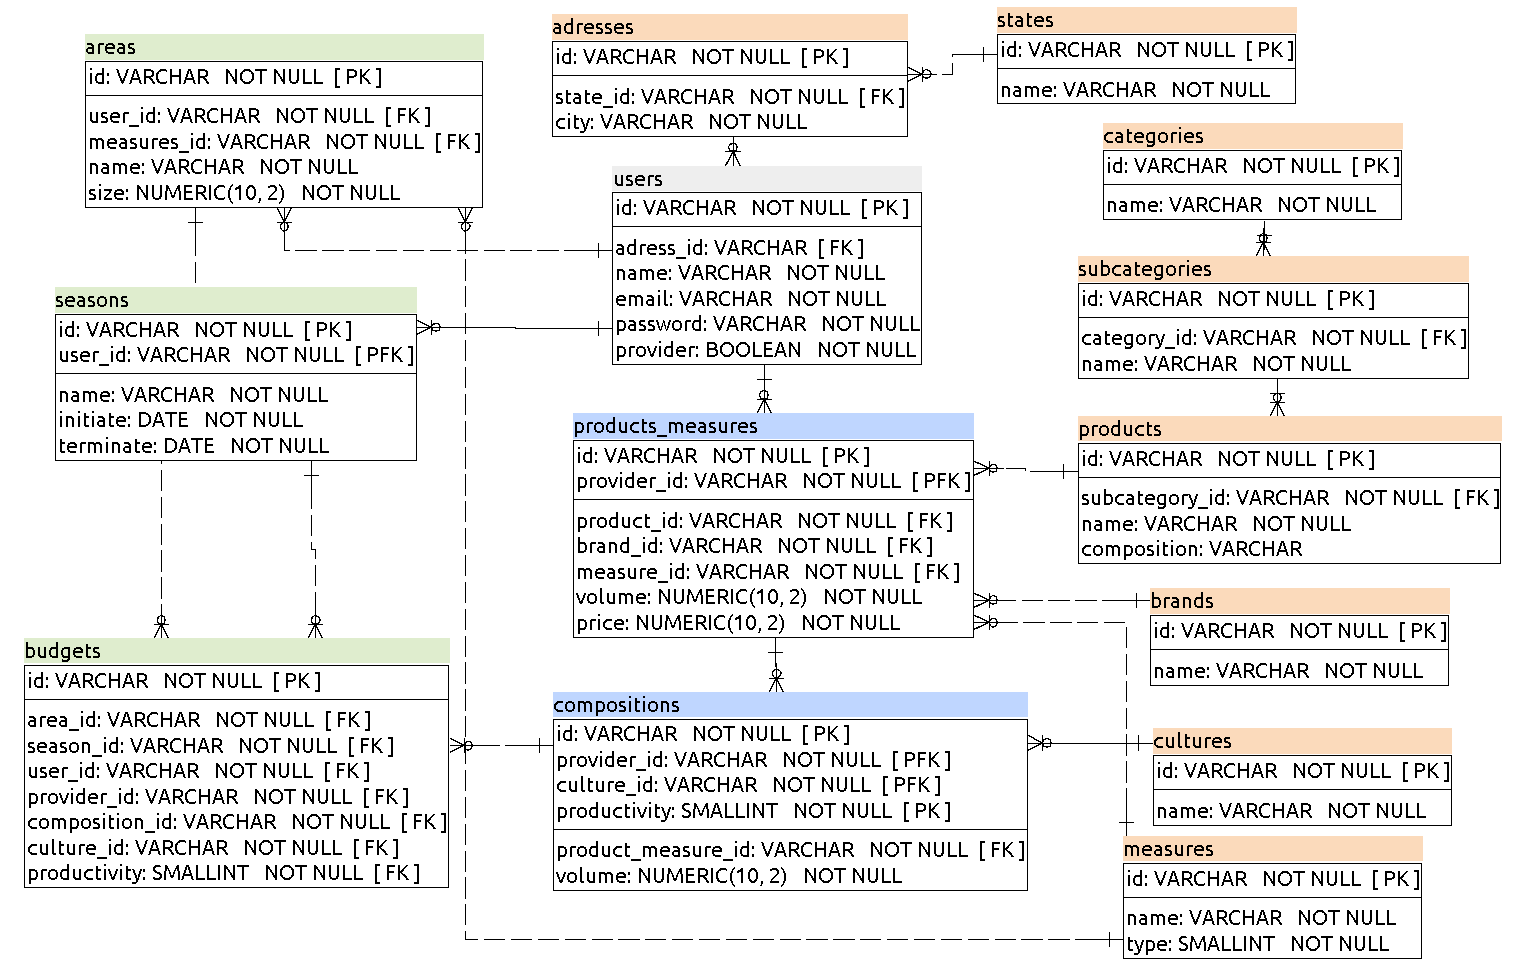 areas
id: VARCHAR NOT NULL [ PK ]
user_id: VARCHAR NOT NULL [ FK ]
measures_id: VARCHAR NOT NULL [ FK ]
name: VARCHAR NOT NULL
size: NUMERIC(10, 2) NOT NULL
adresses
id: VARCHAR NOT NULL [ PK ]
state_id: VARCHAR NOT NULL [ FK ]
city: VARCHAR NOT NULL
states
id: VARCHAR NOT NULL [ PK ]
name: VARCHAR NOT NULL
categories
id: VARCHAR NOT NULL [ PK ]
name: VARCHAR NOT NULL
users
id: VARCHAR NOT NULL [ PK ]
adress_id: VARCHAR [ FK ]
name: VARCHAR NOT NULL
email: VARCHAR NOT NULL
password: VARCHAR NOT NULL
provider: BOOLEAN NOT NULL
subcategories
id: VARCHAR NOT NULL [ PK ]
category_id: VARCHAR NOT NULL [ FK ]
name: VARCHAR NOT NULL
seasons
id: VARCHAR NOT NULL [ PK ]
user_id: VARCHAR NOT NULL [ PFK ]
name: VARCHAR NOT NULL
initiate: DATE NOT NULL
terminate: DATE NOT NULL
products_measures
id: VARCHAR NOT NULL [ PK ]
provider_id: VARCHAR NOT NULL [ PFK ]
product_id: VARCHAR NOT NULL [ FK ]
brand_id: VARCHAR NOT NULL [ FK ]
measure_id: VARCHAR NOT NULL [ FK ]
volume: NUMERIC(10, 2) NOT NULL
price: NUMERIC(10, 2) NOT NULL
products
id: VARCHAR NOT NULL [ PK ]
subcategory_id: VARCHAR NOT NULL [ FK ]
name: VARCHAR NOT NULL
composition: VARCHAR
brands
id: VARCHAR NOT NULL [ PK ]
name: VARCHAR NOT NULL
budgets
id: VARCHAR NOT NULL [ PK ]
area_id: VARCHAR NOT NULL [ FK ]
season_id: VARCHAR NOT NULL [ FK ]
user_id: VARCHAR NOT NULL [ FK ]
provider_id: VARCHAR NOT NULL [ FK ]
composition_id: VARCHAR NOT NULL [ FK ]
culture_id: VARCHAR NOT NULL [ FK ]
productivity: SMALLINT NOT NULL [ FK ]
compositions
id: VARCHAR NOT NULL [ PK ]
provider_id: VARCHAR NOT NULL [ PFK ]
culture_id: VARCHAR NOT NULL [ PFK ]
productivity: SMALLINT NOT NULL [ PK ]
product_measure_id: VARCHAR NOT NULL [ FK ]
volume: NUMERIC(10, 2) NOT NULL
cultures
id: VARCHAR NOT NULL [ PK ]
name: VARCHAR NOT NULL
measures
id: VARCHAR NOT NULL [ PK ]
name: VARCHAR NOT NULL
type: SMALLINT NOT NULL